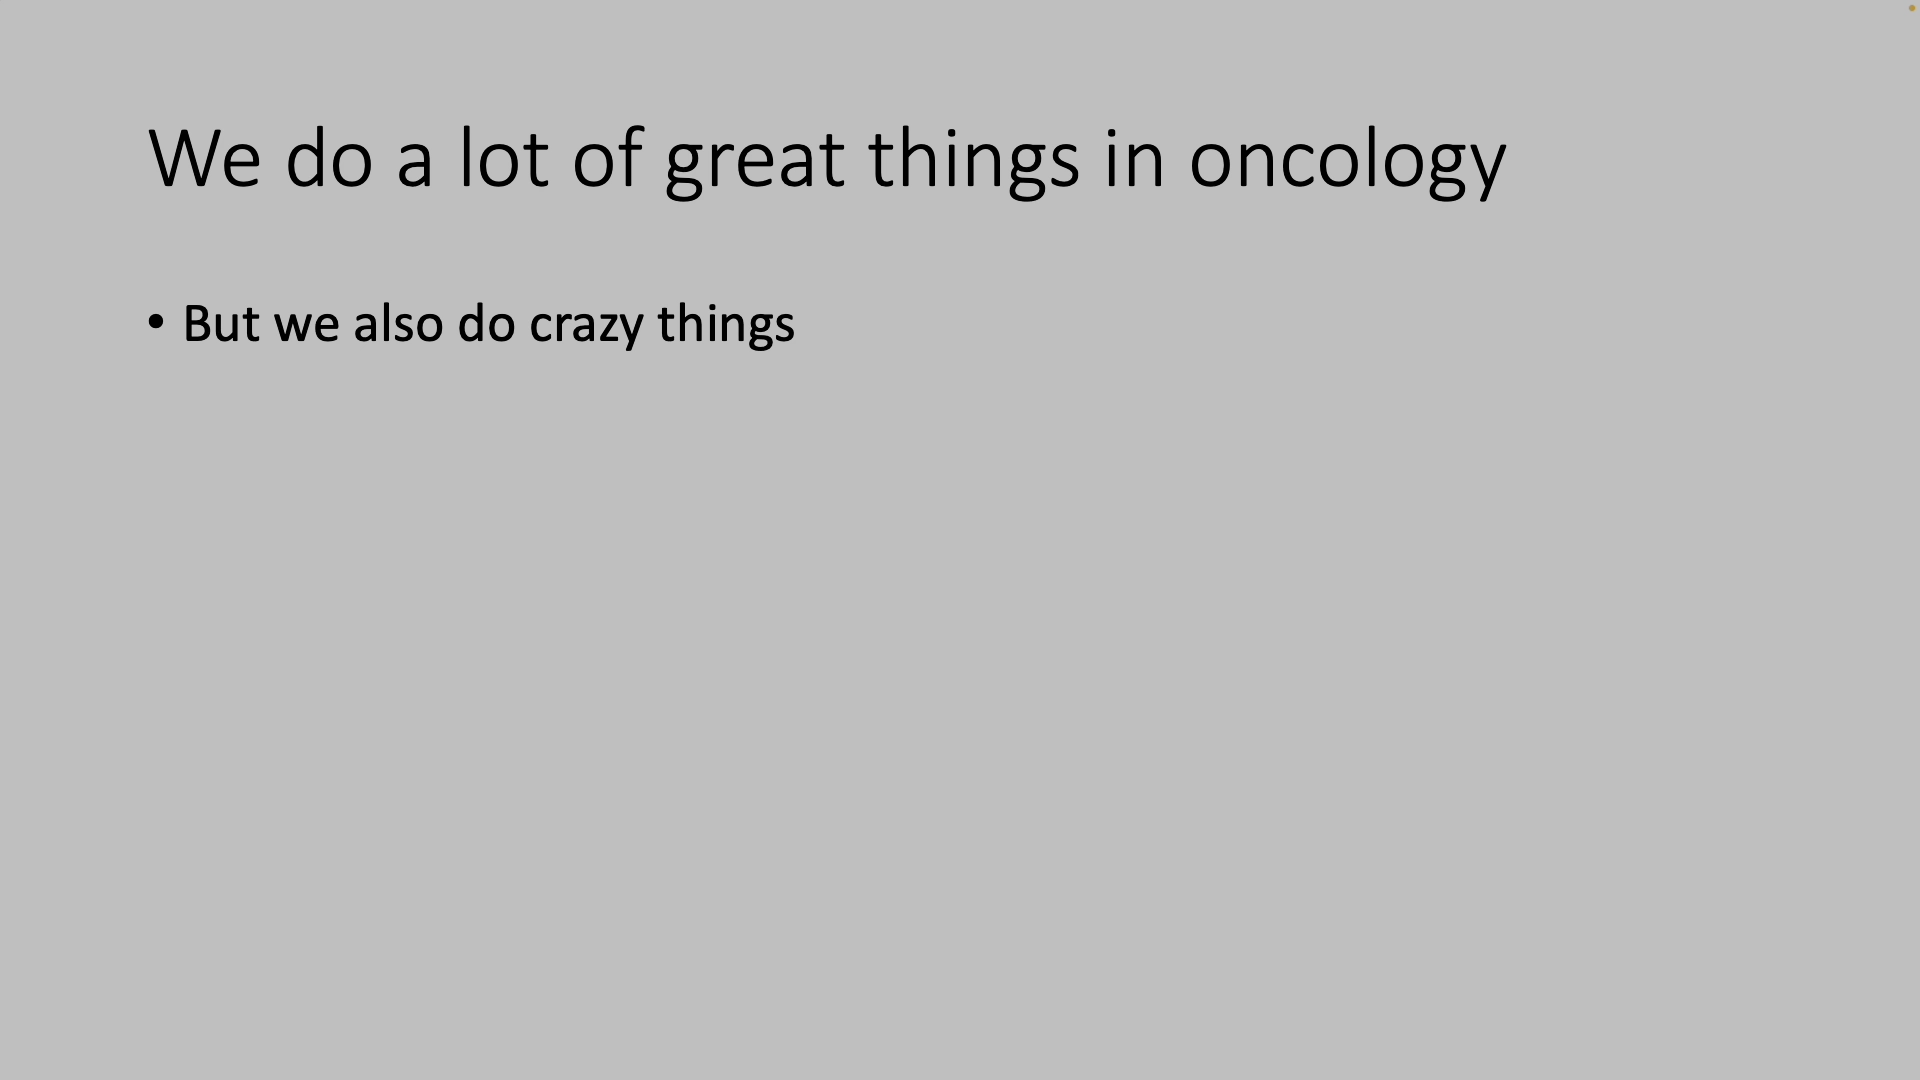 We do a lot of great things in oncology
• But we also do crazy things